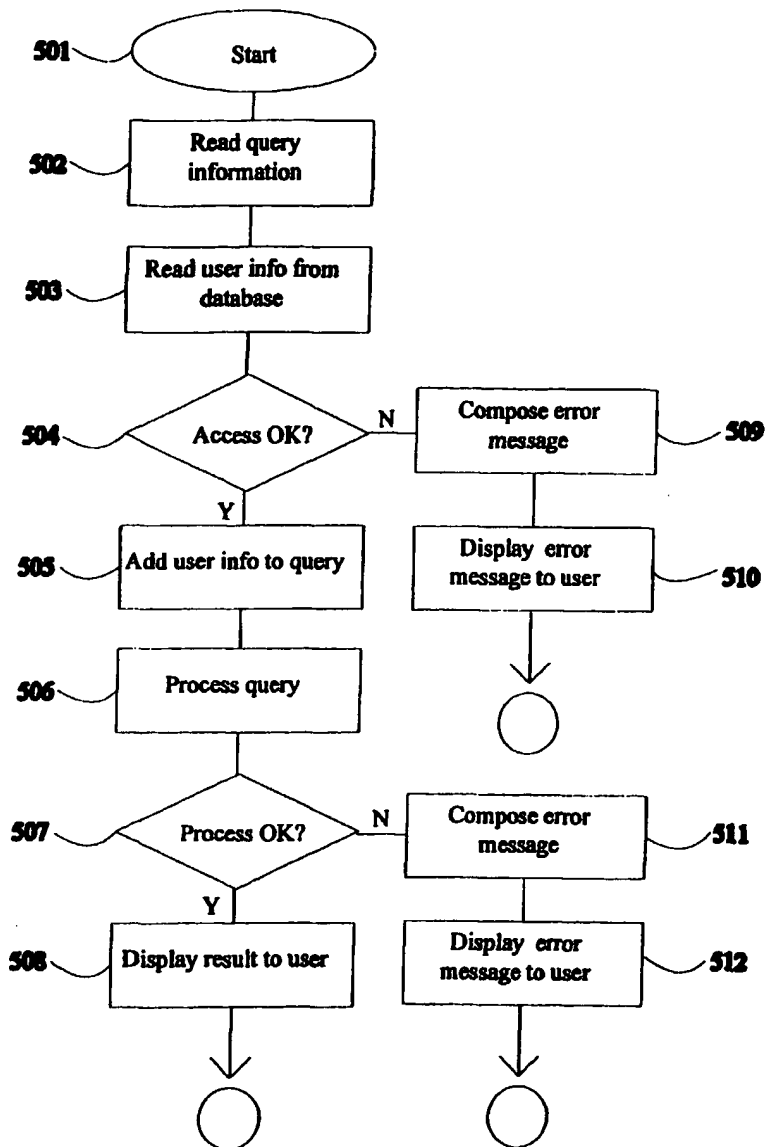 501
Start
502
Read query
information
503
Read user info from
database
504
Access OK?
N
Compose error
message
509
Y
505
Add user info to query
Display error
message to user
510
506
Process query
507
Process OK?
N
Compose error
message
511
Y
508
Display result to user
Display error
message to user
512